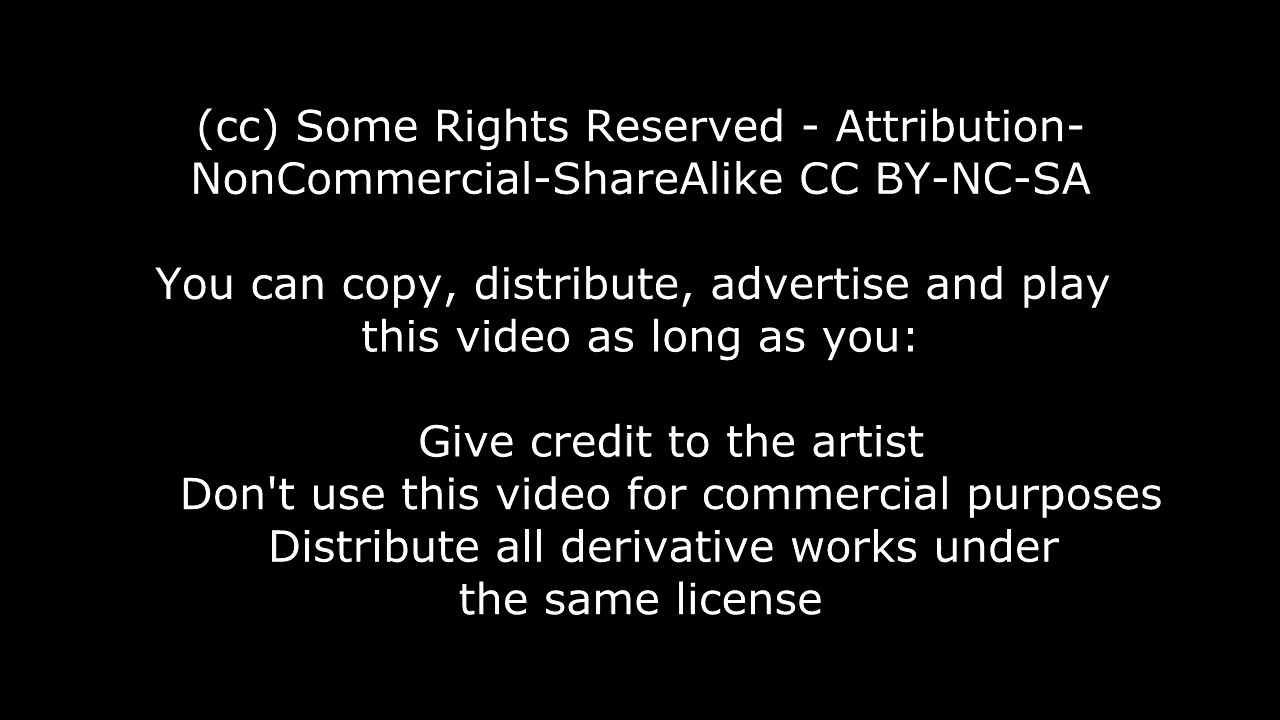 (cc) Some Rights Reserved - Attribution-
NonCommercial-ShareAlike CC BY-NC-SA
You can copy, distribute, advertise and play
this video as long as you:
Give credit to the artist
Don't use this video for commercial purposes
Distribute all derivative works under
the same license